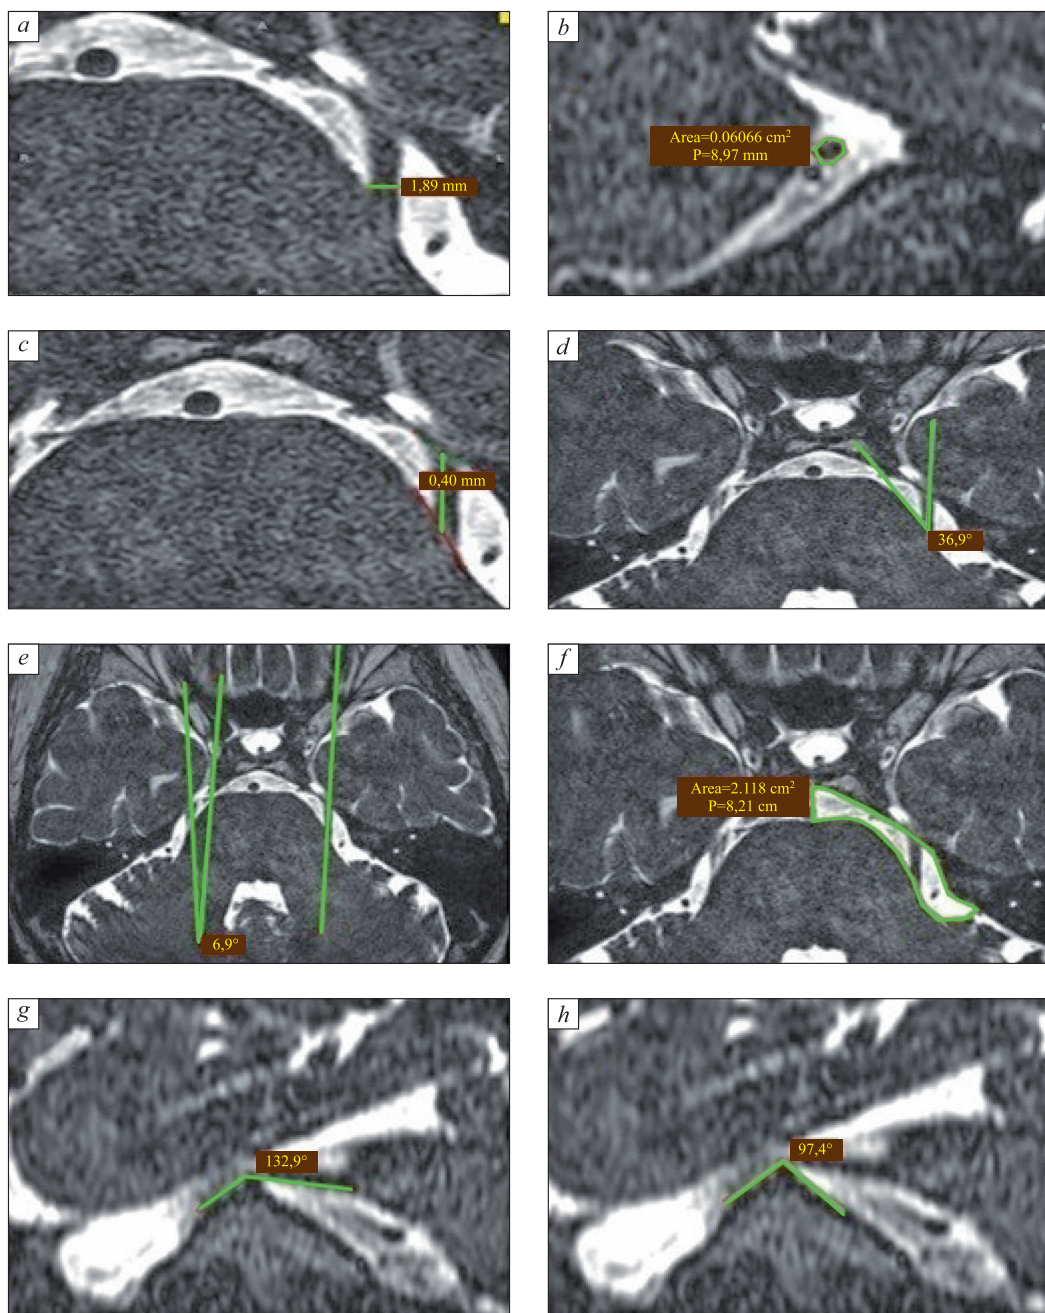 a
b
Area=0.06066 cm²
P=8,97 mm
1,89 mm
c
d
0,40 mm
36,9°
e
f
Area=2.118 cm²
P=8,21 cm
6,9°
g
h
132,9°
97,4°